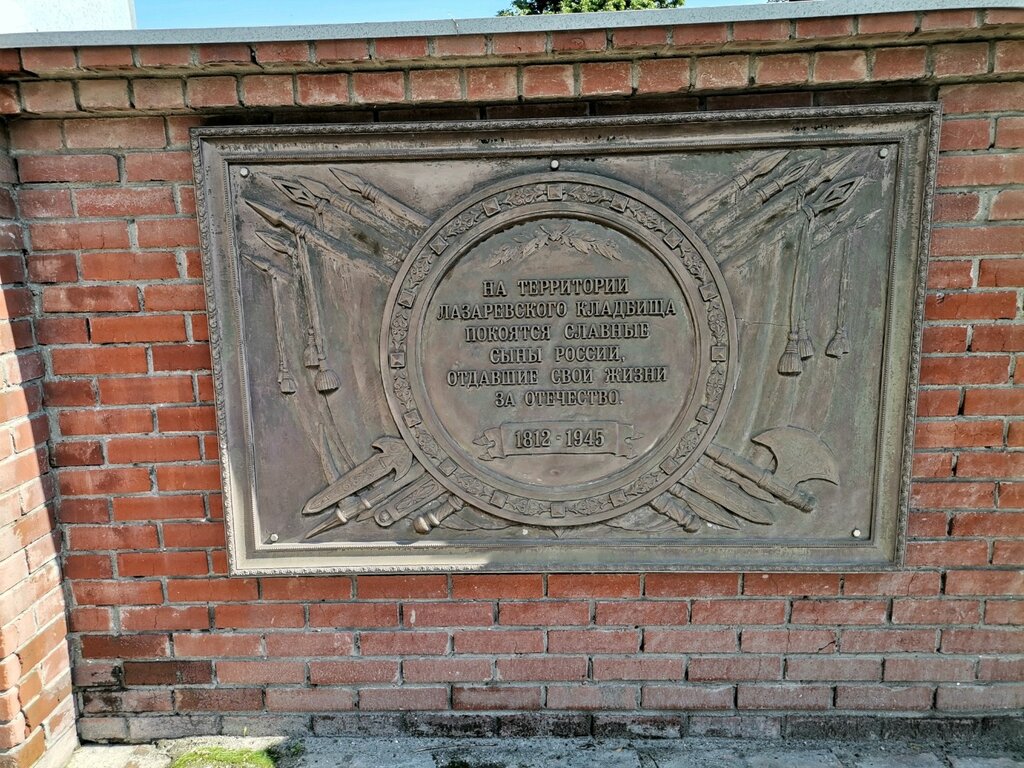 НА ТЕРРИТОРИИ
ЛАЗАРЕВСКОГО КЛАДБИЩА
ПОКОЯТСЯ СЛАВНЫЕ
СЫНЫ РОССИИ,
ОТДАВШИЕ СВОИ ЖИЗНИ
ЗА ОТЕЧЕСТВО.
1812 - 1945